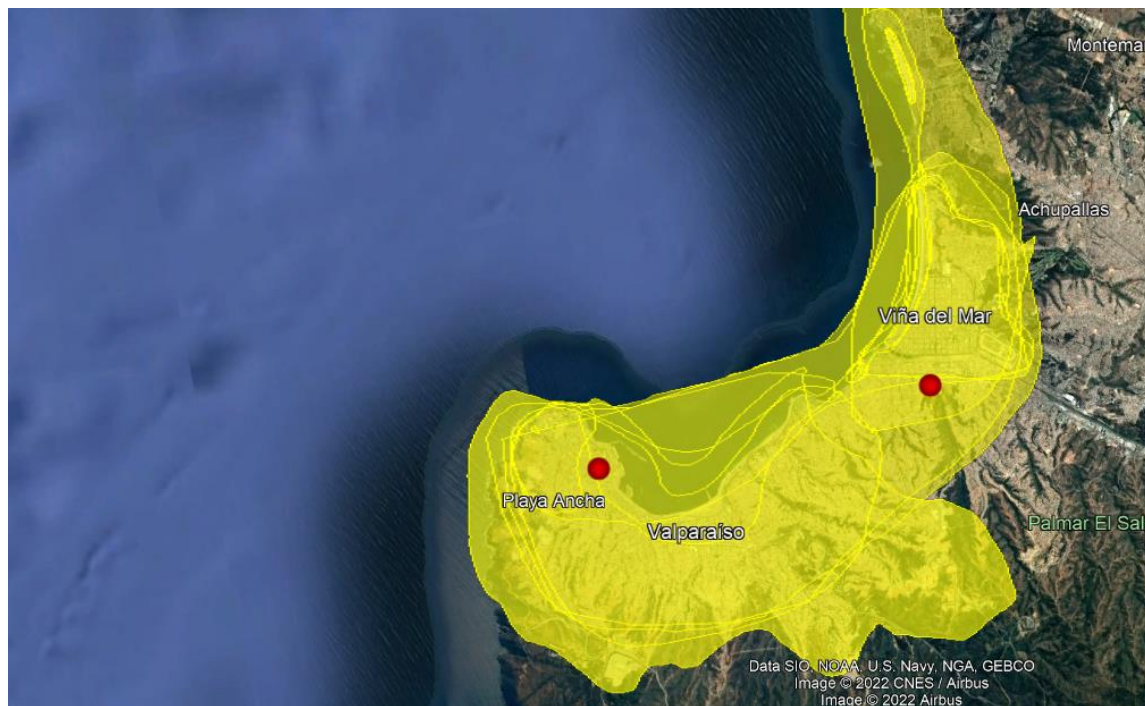 Montema
Achupallas
Viña del Mar
Playa Ancha
Valparaíso
Palmar El Sal
Data SIO, NOAA, U.S. Navy, NGA, GEBCO
Image © 2022 CNES / Airbus
Image © 2022 Airbus